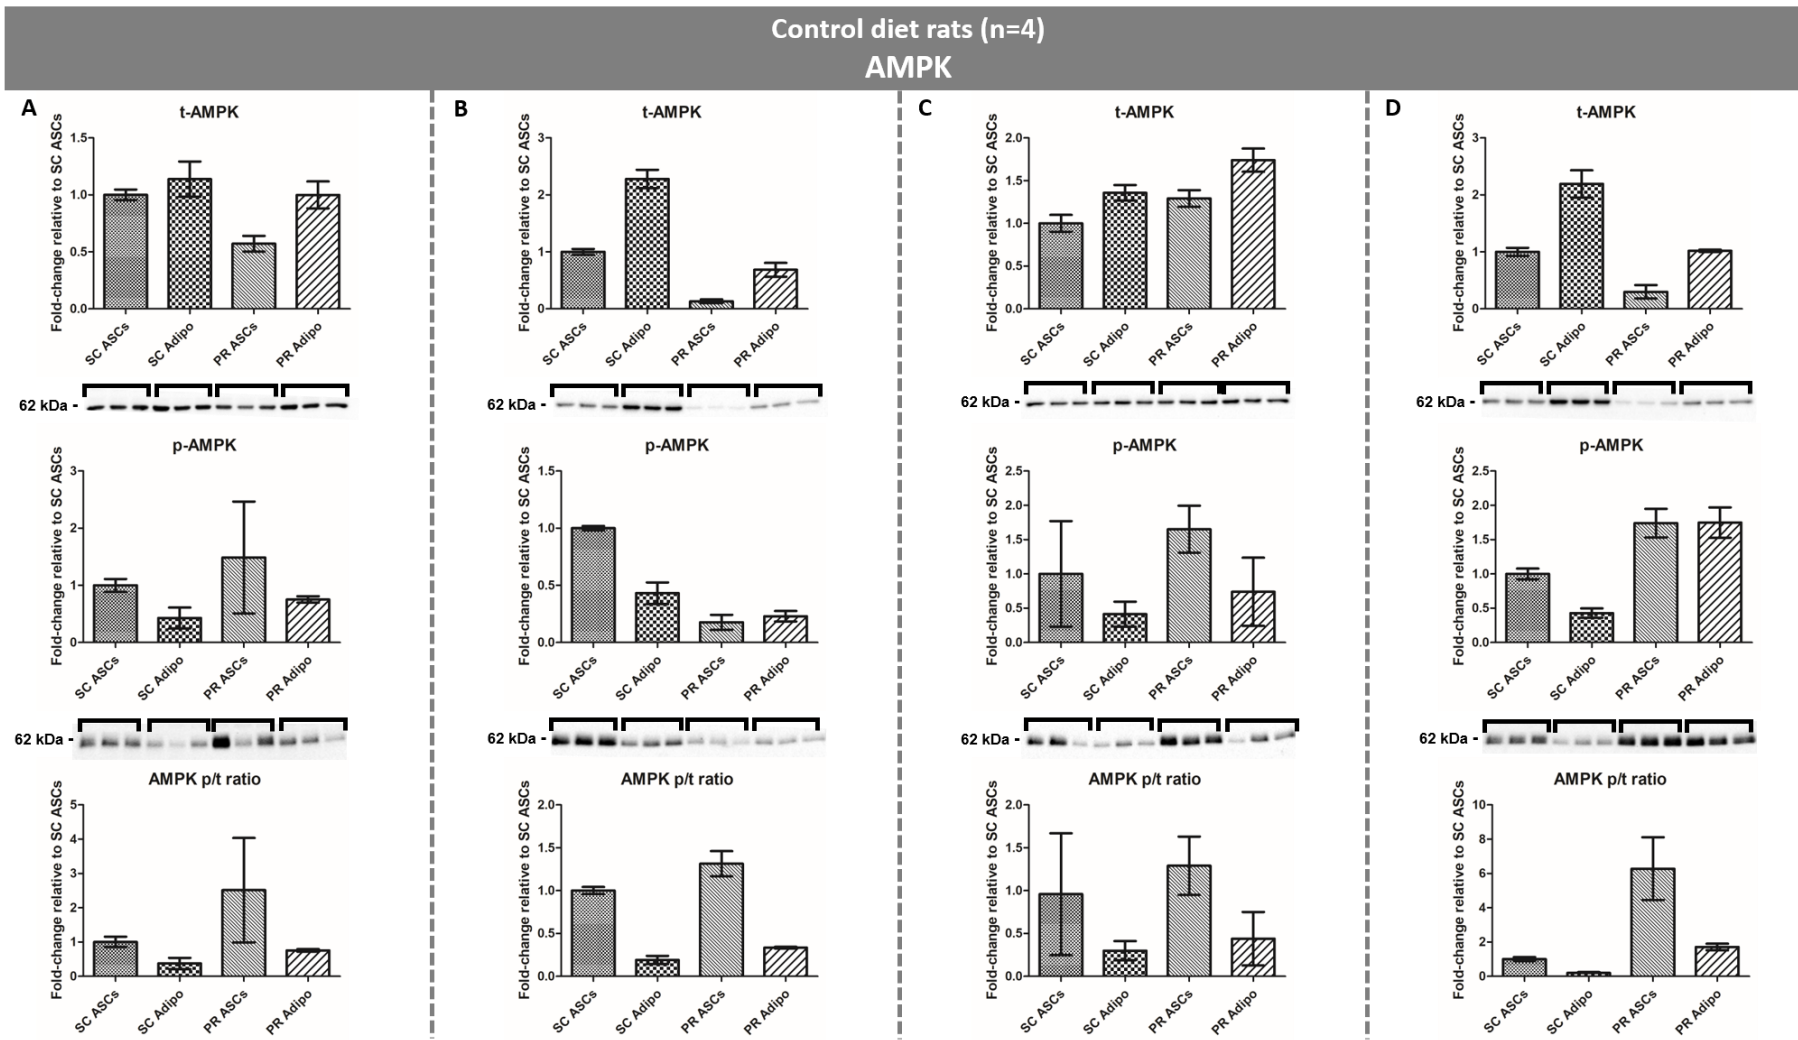 Control diet rats (n=4)
AMPK
A
t-AMPK
Fold-change relative to SC ASCs
1.5
1.0
0.5
0.0
SC ASCs
SC Adipo
PR ASCs
PR Adipo
62 kDa -
p-AMPK
Fold-change relative to SC ASCs
3
2
1
0
SC ASCs
SC Adipo
PR ASCs
PR Adipo
62 kDa -
AMPK p/t ratio
Fold-change relative to SC ASCs
5
4
3
2
1
0
SC ASCs
SC Adipo
PR ASCs
PR Adipo
B
t-AMPK
Fold-change relative to SC ASCs
3
2
1
0
SC ASCs
SC Adipo
PR ASCs
PR Adipo
62 kDa -
p-AMPK
Fold-change relative to SC ASCs
1.5
1.0
0.5
0.0
SC ASCs
SC Adipo
PR ASCs
PR Adipo
62 kDa -
AMPK p/t ratio
Fold-change relative to SC ASCs
2.0
1.5
1.0
0.5
0.0
SC ASCs
SC Adipo
PR ASCs
PR Adipo
C
t-AMPK
Fold-change relative to SC ASCs
2.0
1.5
1.0
0.5
0.0
SC ASCs
SC Adipo
PR ASCs
PR Adipo
62 kDa -
p-AMPK
Fold-change relative to SC ASCs
2.5
2.0
1.5
1.0
0.5
0.0
SC ASCs
SC Adipo
PR ASCs
PR Adipo
62 kDa -
AMPK p/t ratio
Fold-change relative to SC ASCs
2.0
1.5
1.0
0.5
0.0
SC ASCs
SC Adipo
PR ASCs
PR Adipo
D
t-AMPK
Fold-change relative to SC ASCs
3
2
1
0
SC ASCs
SC Adipo
PR ASCs
PR Adipo
62 kDa -
p-AMPK
Fold-change relative to SC ASCs
2.5
2.0
1.5
1.0
0.5
0.0
SC ASCs
SC Adipo
PR ASCs
PR Adipo
62 kDa -
AMPK p/t ratio
Fold-change relative to SC ASCs
10
8
6
4
2
0
SC ASCs
SC Adipo
PR ASCs
PR Adipo